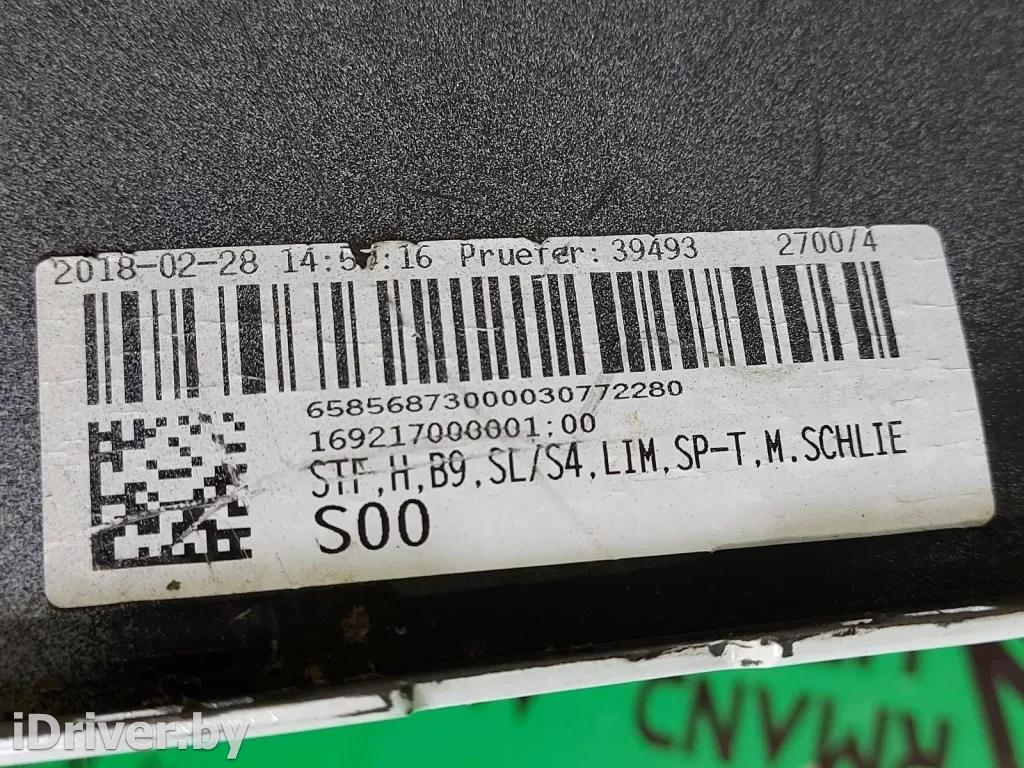 2018-02-28 14:5 :16 Pruefer: 39493 2700/4
65856873000030772280
169217000001;00
STF,H,B9,SL/S4,LIM,SP-T,M.SCHLIE
S00
iDriver.by